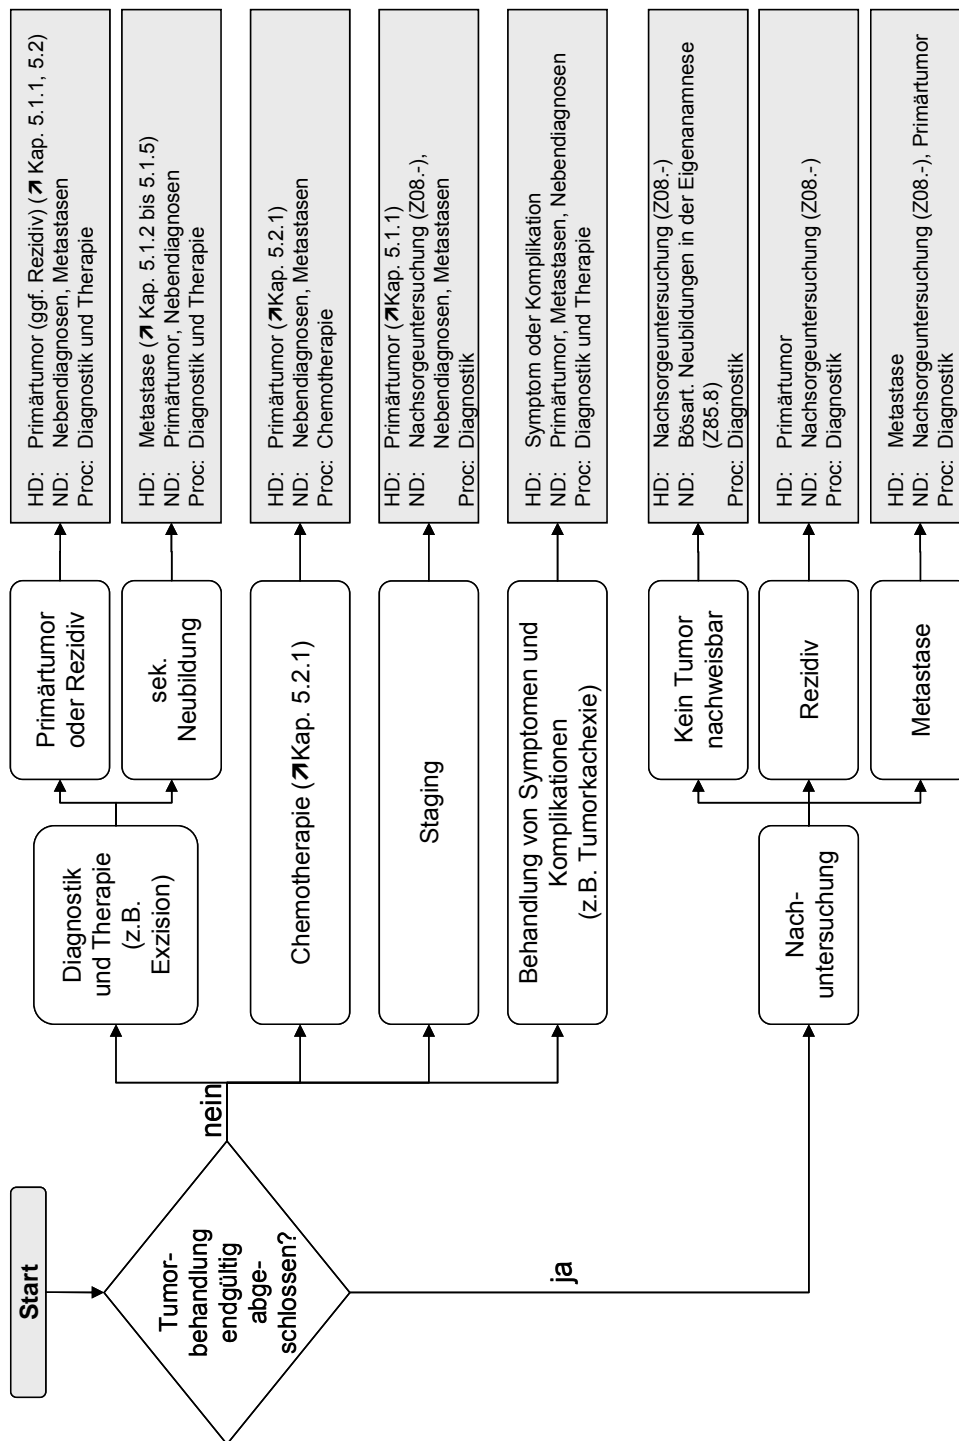 Start
Tumor-
behandlung
endgültig
abge-
schlossen?
nein
ja
Diagnostik
und Therapie
(z.B.
Exzision)
Primärtumor
oder Rezidiv
HD: Primärtumor (ggf. Rezidiv) (↗ Kap. 5.1.1, 5.2)
ND: Nebendiagnosen, Metastasen
Proc: Diagnostik und Therapie
sek.
Neubildung
HD: Metastase (↗ Kap. 5.1.2 bis 5.1.5)
ND: Primärtumor, Nebendiagnosen
Proc: Diagnostik und Therapie
Chemotherapie (↗Kap. 5.2.1)
HD: Primärtumor (↗Kap. 5.2.1)
ND: Nebendiagnosen, Metastasen
Proc: Chemotherapie
Staging
HD: Primärtumor (↗Kap. 5.1.1)
ND: Nachsorgeuntersuchung (Z08.-),
Nebendiagnosen, Metastasen
Proc: Diagnostik
Behandlung von Symptomen und
Komplikationen
(z.B. Tumorkachexie)
HD: Symptom oder Komplikation
ND: Primärtumor, Metastasen, Nebendiagnosen
Proc: Diagnostik und Therapie
Nach-
untersuchung
Kein Tumor
nachweisbar
HD: Nachsorgeuntersuchung (Z08.-)
ND: Bösart. Neubildungen in der Eigenanamnese
(Z85.8)
Proc: Diagnostik
Rezidiv
HD: Primärtumor
ND: Nachsorgeuntersuchung (Z08.-)
Proc: Diagnostik
Metastase
HD: Metastase
ND: Nachsorgeuntersuchung (Z08.-), Primärtumor
Proc: Diagnostik